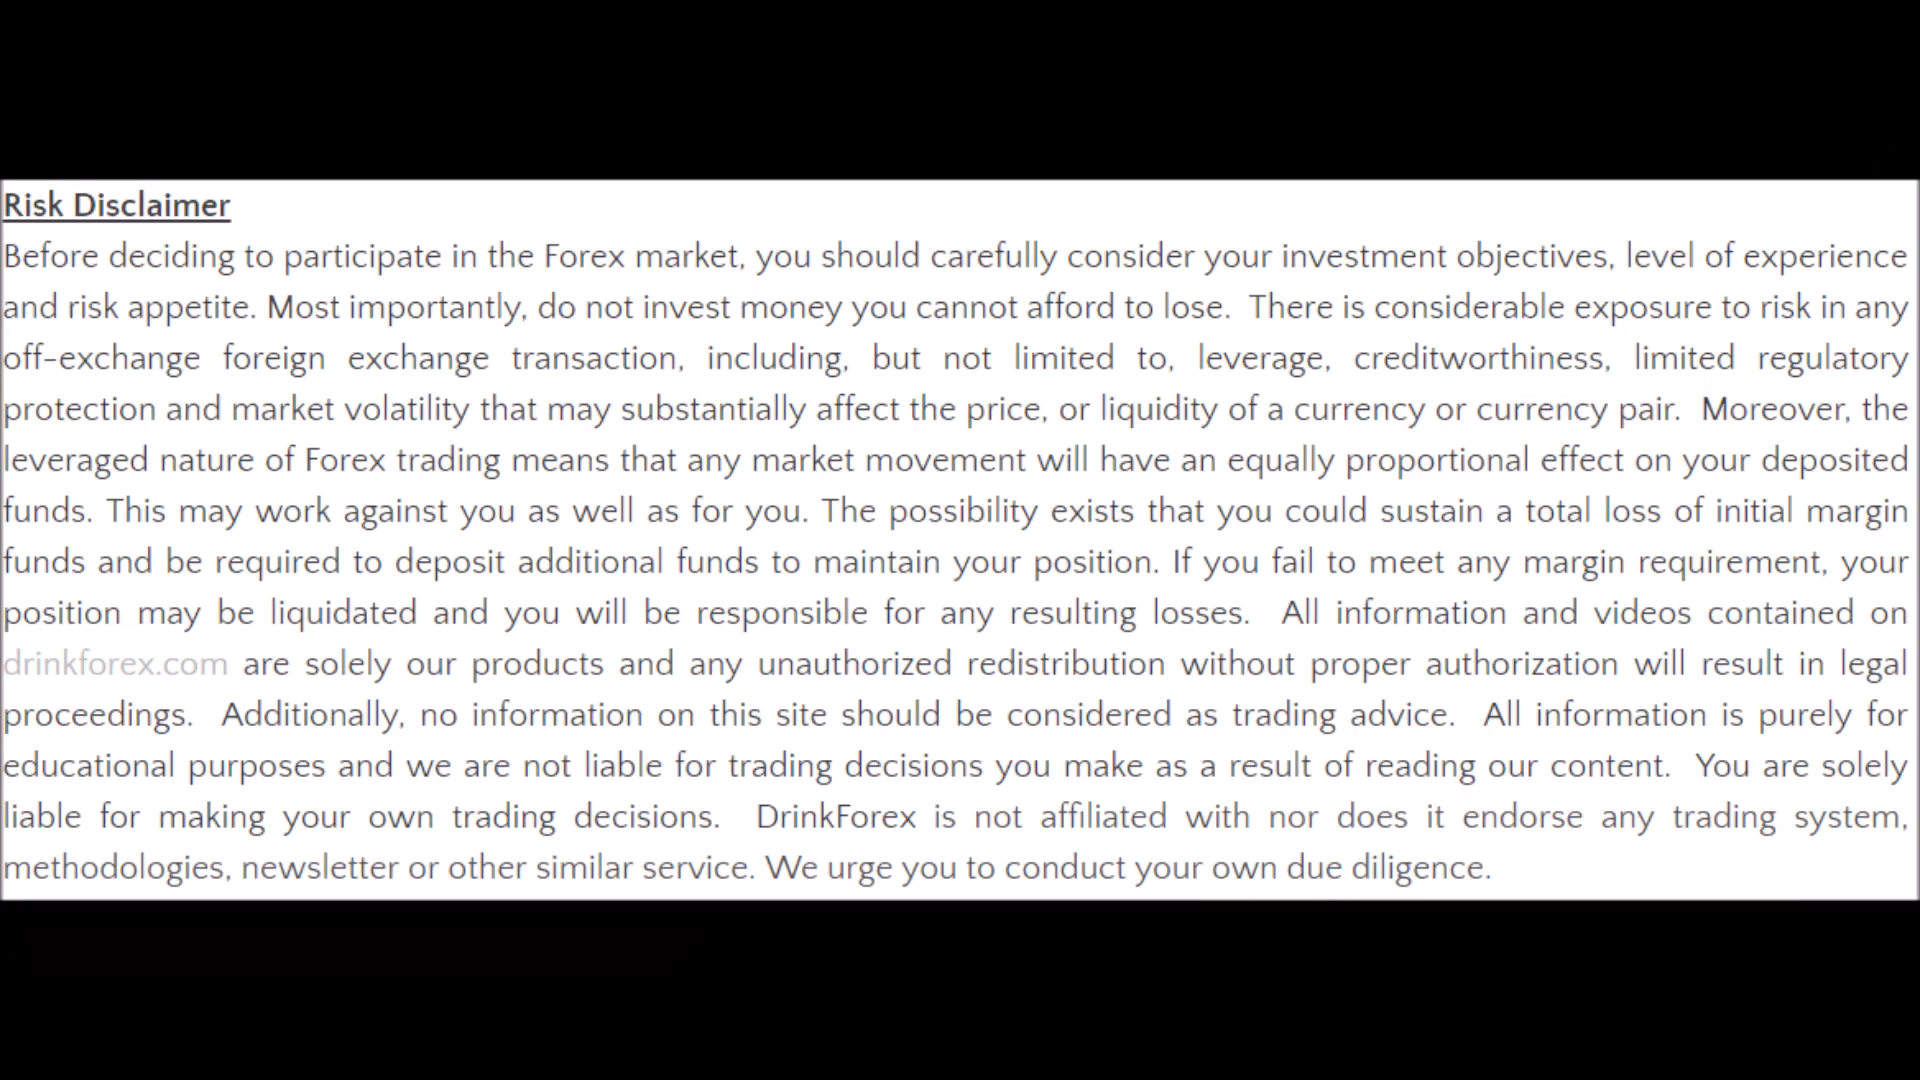 Risk Disclaimer
Before deciding to participate in the Forex market, you should carefully consider your investment objectives, level of experience
and risk appetite. Most importantly, do not invest money you cannot afford to lose.  There is considerable exposure to risk in any
off-exchange foreign exchange transaction, including, but not limited to, leverage, creditworthiness, limited regulatory
protection and market volatility that may substantially affect the price, or liquidity of a currency or currency pair.  Moreover, the
leveraged nature of Forex trading means that any market movement will have an equally proportional effect on your deposited
funds. This may work against you as well as for you. The possibility exists that you could sustain a total loss of initial margin
funds and be required to deposit additional funds to maintain your position. If you fail to meet any margin requirement, your
position may be liquidated and you will be responsible for any resulting losses.  All information and videos contained on
drinkforex.com are solely our products and any unauthorized redistribution without proper authorization will result in legal
proceedings.  Additionally, no information on this site should be considered as trading advice.  All information is purely for
educational purposes and we are not liable for trading decisions you make as a result of reading our content.  You are solely
liable for making your own trading decisions.  DrinkForex is not affiliated with nor does it endorse any trading system,
methodologies, newsletter or other similar service. We urge you to conduct your own due diligence.